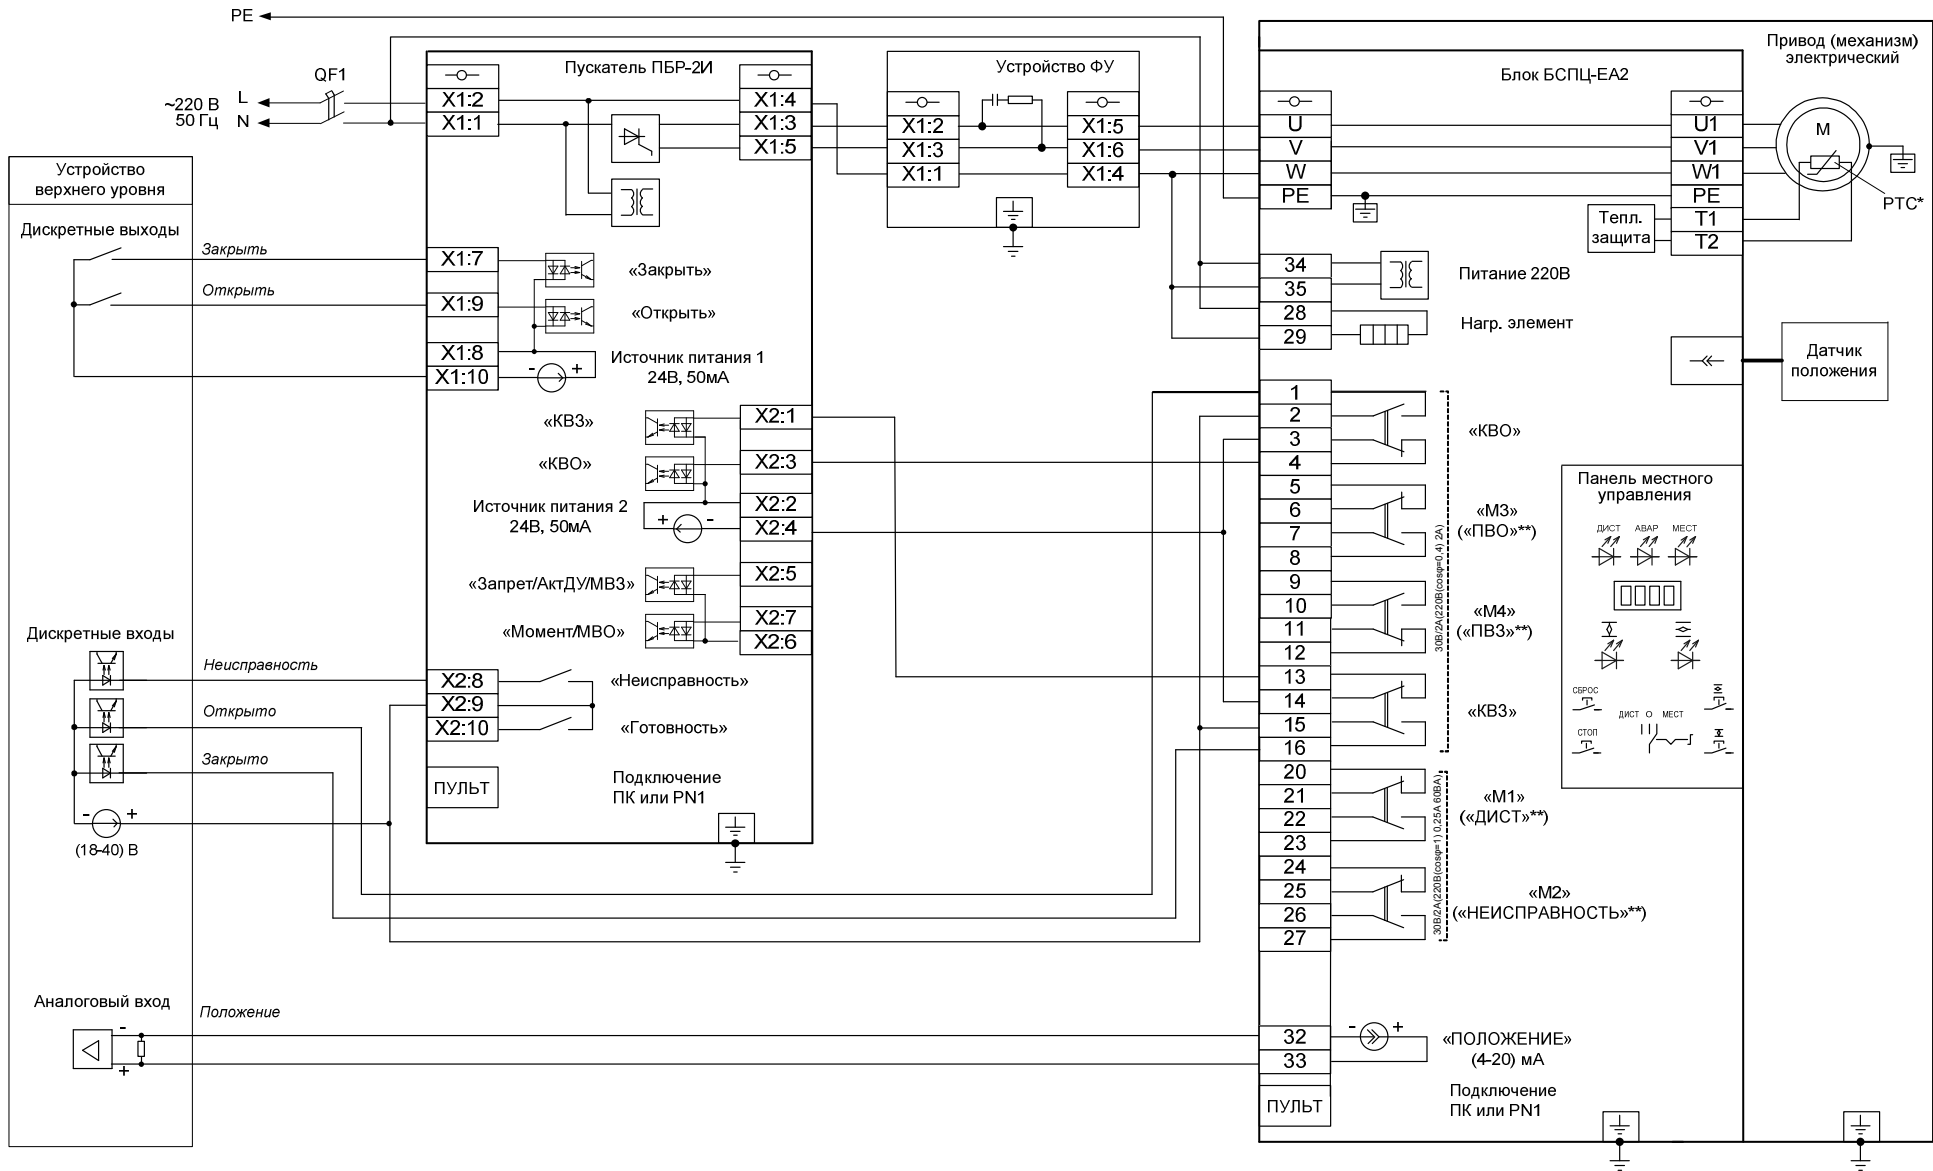 PE
QF1
~220 В
50 Гц
L
N
Устройство
верхнего уровня
Дискретные выходы
Закрыть
Открыть
Дискретные входы
Неисправность
Открыто
Закрыто
- +
(18-40) В
Аналоговый вход
Положение
-
+
Пускатель ПБР-2И
X1:2
X1:1
X1:4
X1:3
X1:5
X1:7
X1:9
X1:8
X1:10
«Закрыть»
«Открыть»
- +
Источник питания 1
24В, 50мА
«КВЗ»
«КВО»
Источник питания 2
24В, 50мА
+ -
«Запрет/АктДУ/МВЗ»
«Момент/МВО»
X2:1
X2:3
X2:2
X2:4
X2:5
X2:7
X2:6
X2:8
X2:9
X2:10
«Неисправность»
«Готовность»
ПУЛЬТ
Подключение
ПК или PN1
Устройство ФУ
X1:2
X1:3
X1:1
X1:5
X1:6
X1:4
Блок БСПЦ-ЕА2
U
V
W
PE
U1
V1
W1
PE
T1
T2
Тепл.
защита
Привод (механизм)
электрический
M
PTC*
34
35
28
29
Питание 220В
Нагр. элемент
Датчик
положения
1
2
3
4
5
6
7
8
9
10
11
12
13
14
15
16
20
21
22
23
24
25
26
27
«КВО»
«М3»
(«ПВО»**)
«М4»
(«ПВЗ»**)
«КВЗ»
30В/2А(220В(cosφ=0.4) 2А)
«М1»
(«ДИСТ»**)
«М2»
(«НЕИСПРАВНОСТЬ»**)
30В/2А(220В(cosφ=1) 0,25А 60ВА)
Панель местного
управления
ДИСТ АВАР МЕСТ
СБРОС
ДИСТ О МЕСТ
СТОП
32
33
- +
«ПОЛОЖЕНИЕ»
(4-20) мА
ПУЛЬТ
Подключение
ПК или PN1